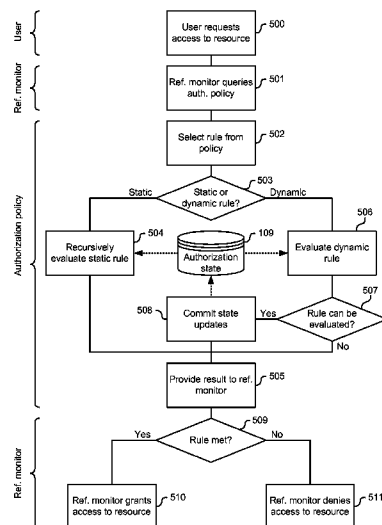 User
User requests
access to resource
500
Ref. monitor
Ref. monitor queries
auth. policy
501
Authorization policy
Select rule from
policy
502
503
Static
Static or
dynamic rule?
Dynamic
504
Recursively
evaluate static rule
109
Authorization
state
506
Evaluate dynamic
rule
507
508
Commit state
updates
Yes
Rule can be
evaluated?
No
Provide result to ref.
monitor
505
Ref. monitor
509
Yes
Rule met?
No
Ref. monitor grants
access to resource
510
Ref. monitor denies
access to resource
511